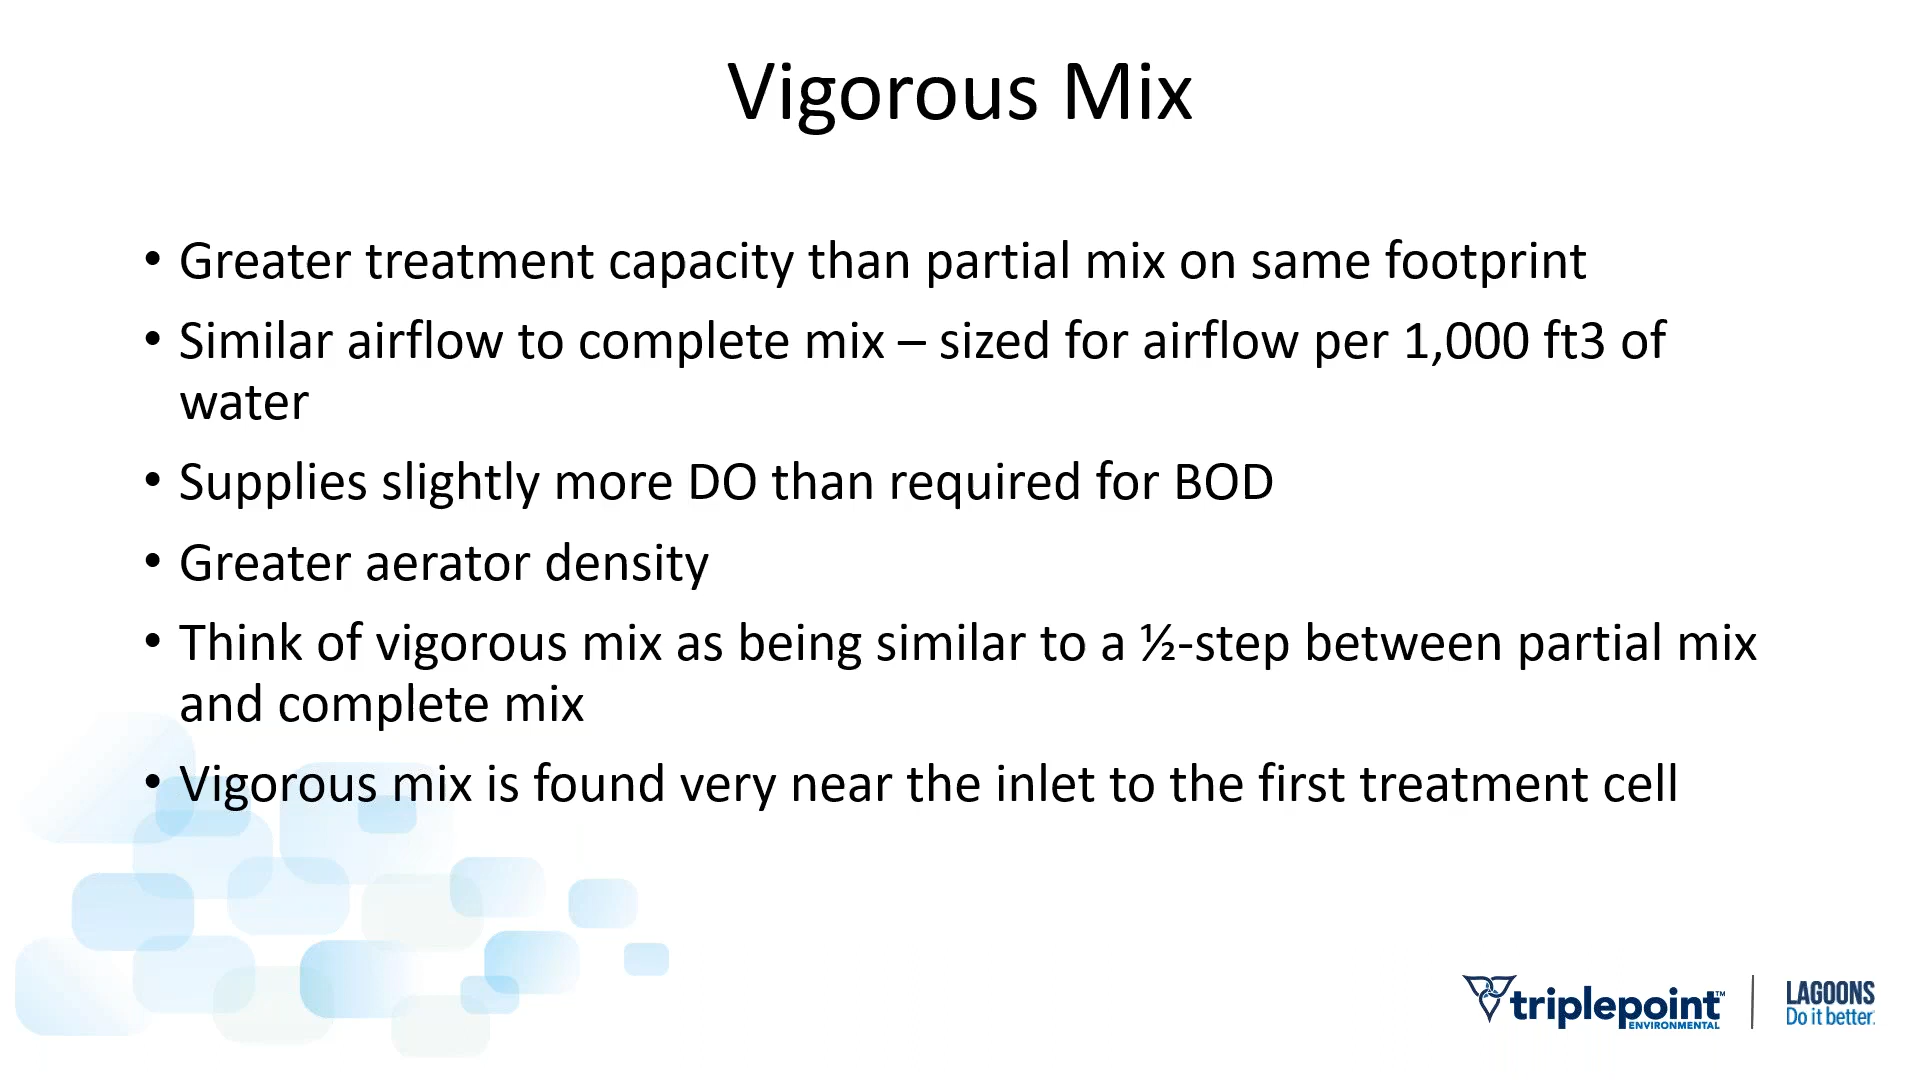 Vigorous Mix
• Greater treatment capacity than partial mix on same footprint
• Similar airflow to complete mix – sized for airflow per 1,000 ft3 of
water
• Supplies slightly more DO than required for BOD
• Greater aerator density
• Think of vigorous mix as being similar to a ½-step between partial mix
and complete mix
• Vigorous mix is found very near the inlet to the first treatment cell
triplepoint™
ENVIRONMENTAL
LAGOONS
Do it better.